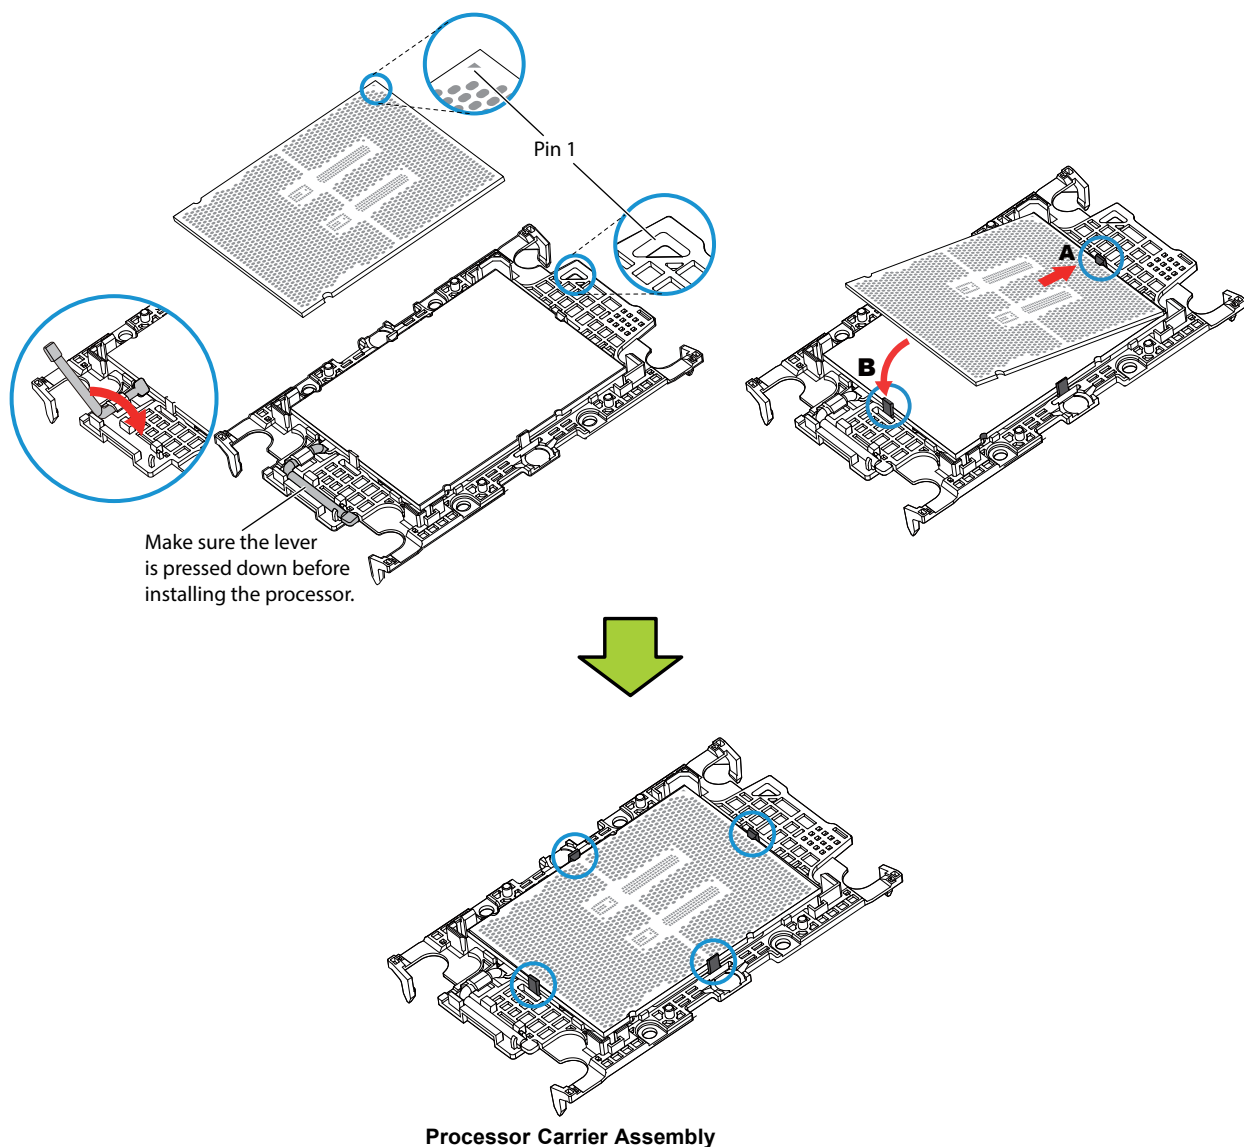 Pin 1
A
B
Make sure the lever
is pressed down before
installing the processor.
Processor Carrier Assembly